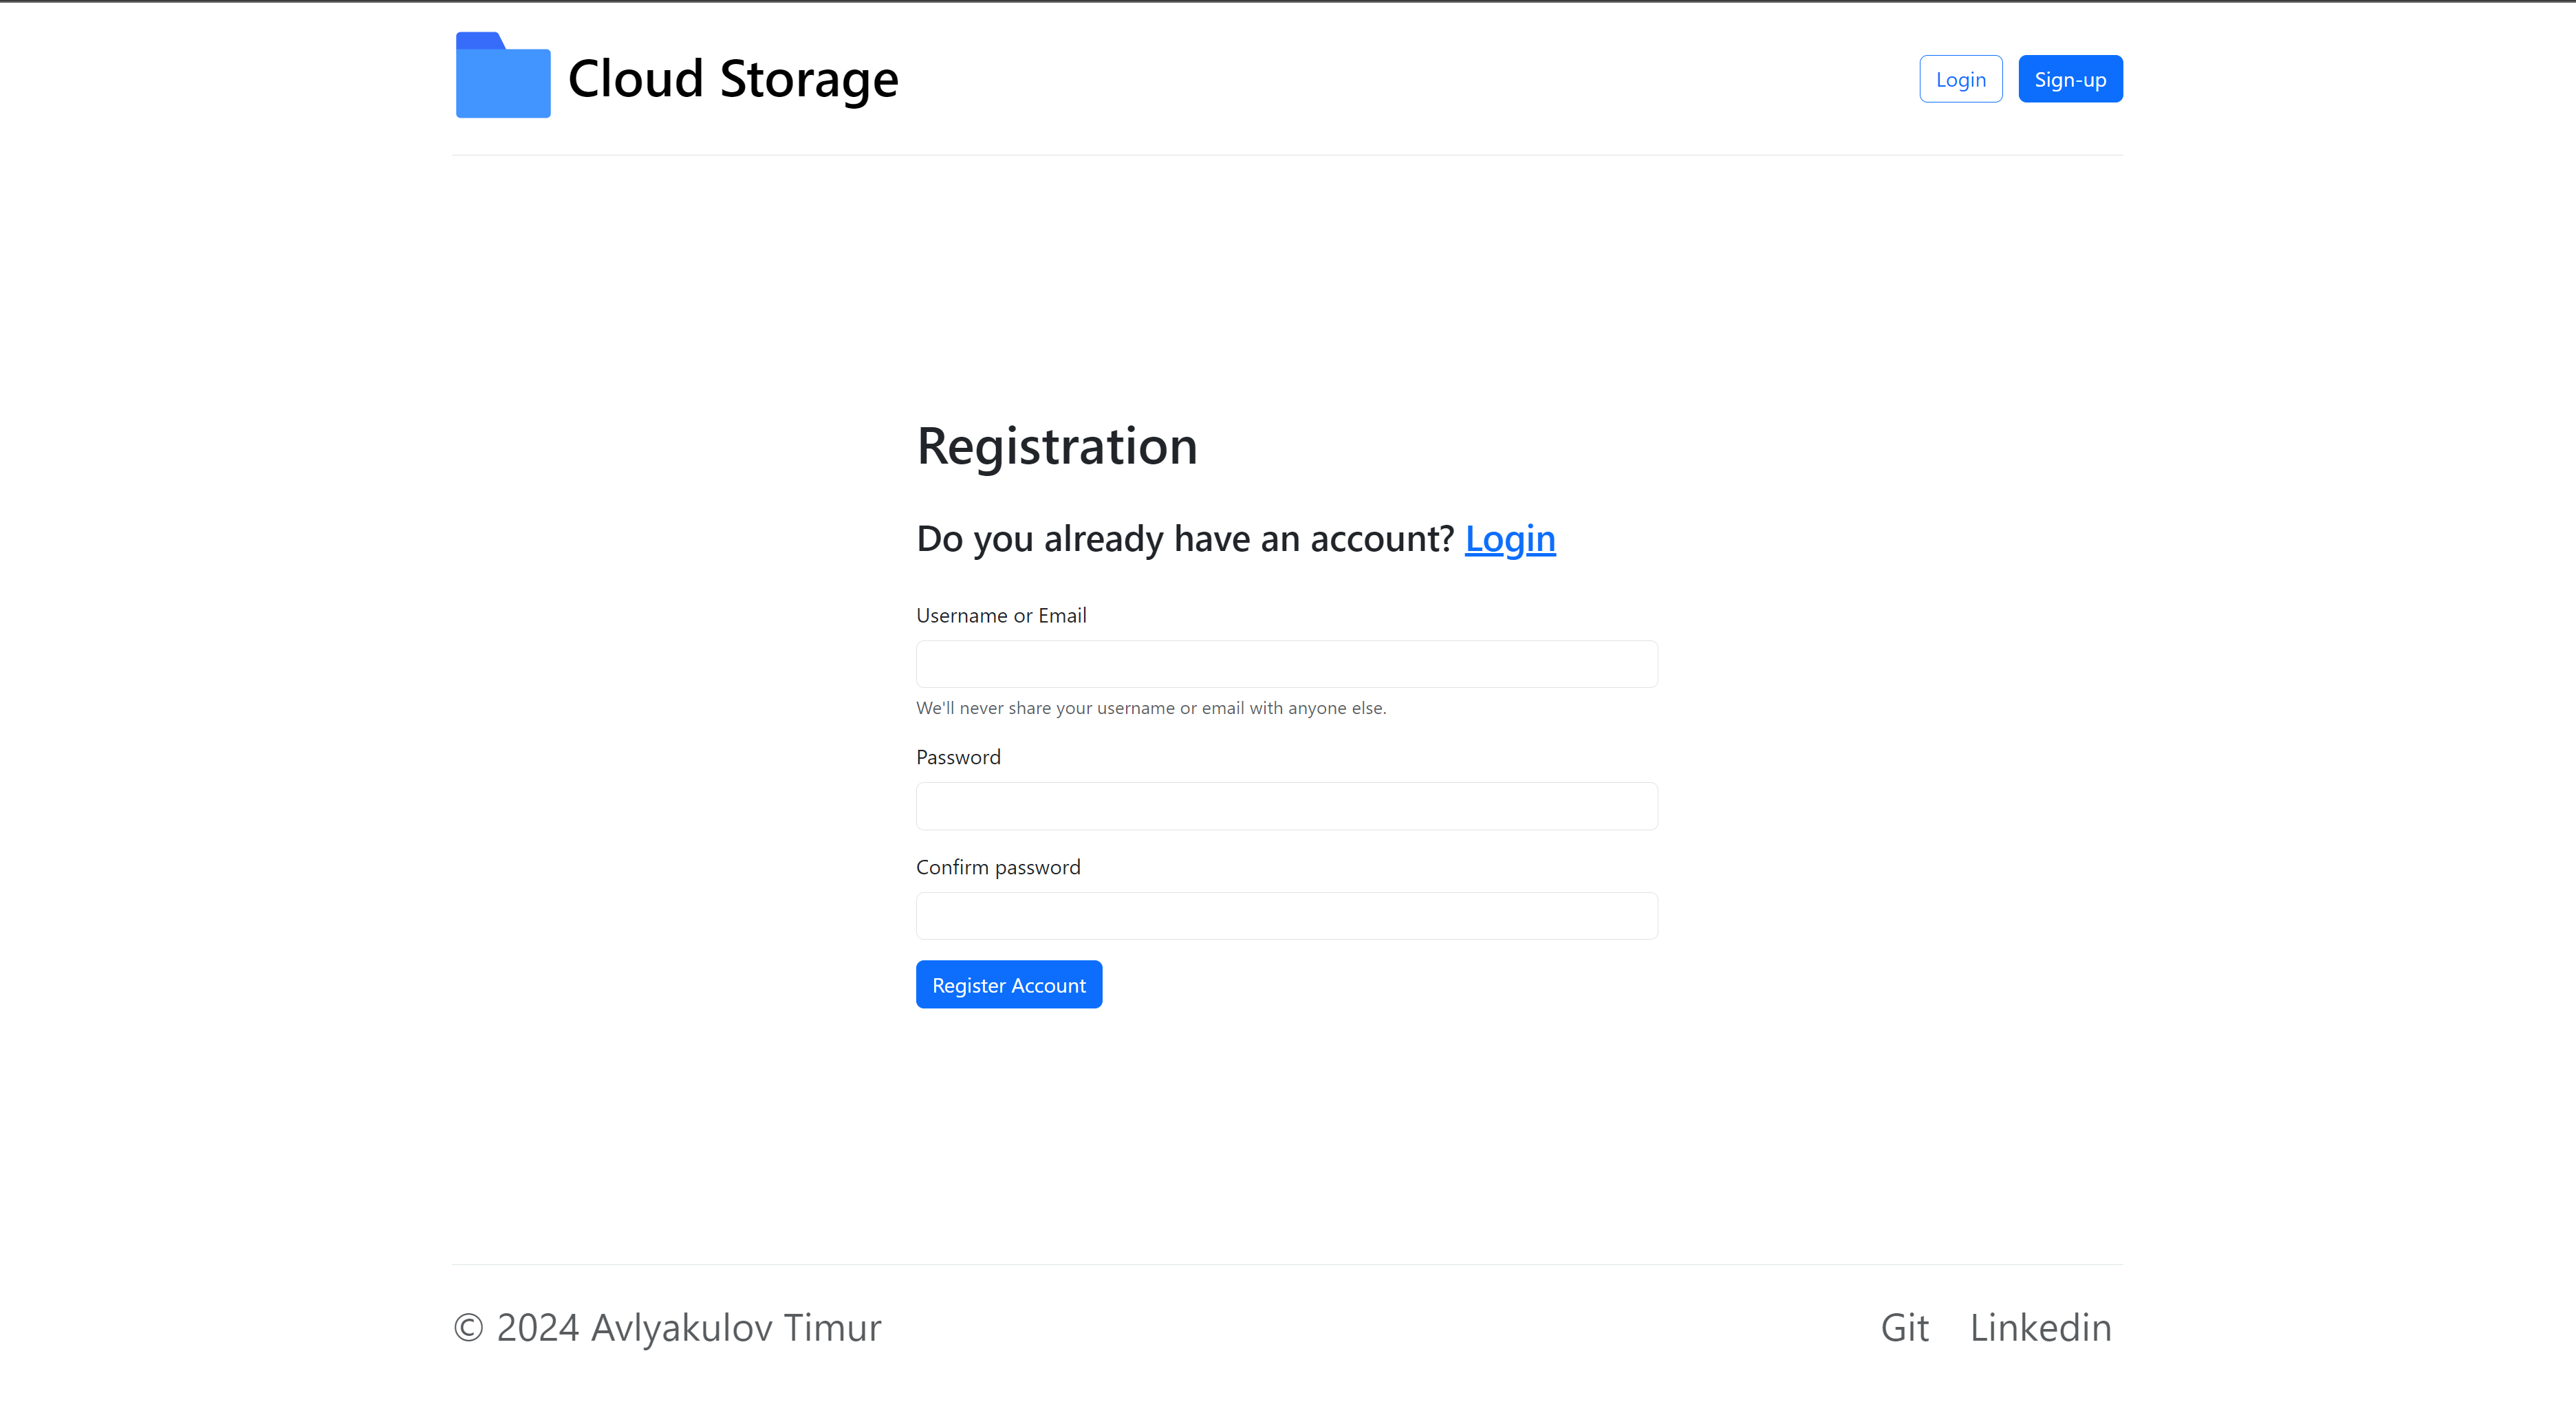 Cloud Storage
Login
Sign-up
Registration
Do you already have an account? Login
Username or Email
We'll never share your username or email with anyone else.
Password
Confirm password
Register Account
© 2024 Avlyakulov Timur
Git
Linkedin